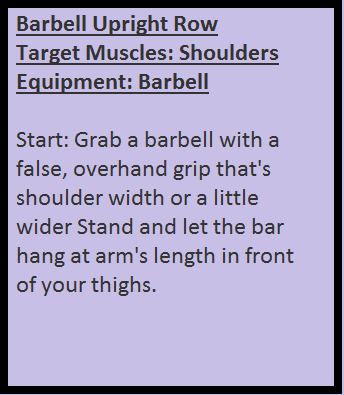 Barbell Upright Row
Target Muscles: Shoulders
Equipment: Barbell
Start: Grab a barbell with a
false, overhand grip that's
shoulder width or a little
wider Stand and let the bar
hang at arm's length in front
of your thighs.